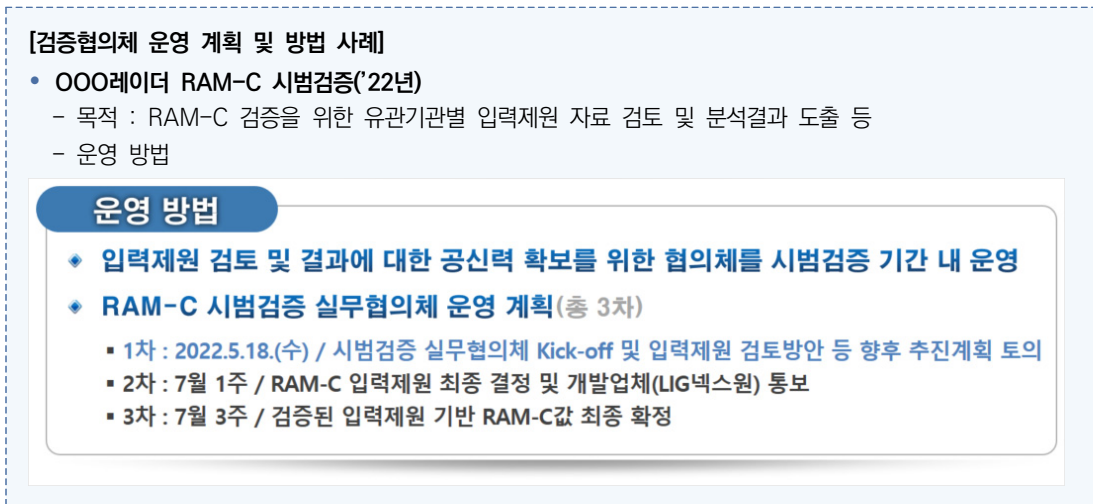 [검증협의체 운영 계획 및 방법 사례]
• OOO레이더 RAM-C 시범검증('22년)
- 목적 : RAM-C 검증을 위한 유관기관별 입력제원 자료 검토 및 분석결과 도출 등
- 운영 방법
운영 방법
◈ 입력제원 검토 및 결과에 대한 공신력 확보를 위한 협의체를 시범검증 기간 내 운영
◈ RAM-C 시범검증 실무협의체 운영 계획(총 3차)
▪ 1차 : 2022.5.18.(수) / 시범검증 실무협의체 Kick-off 및 입력제원 검토방안 등 향후 추진계획 토의
▪ 2차 : 7월 1주 / RAM-C 입력제원 최종 결정 및 개발업체(LIG넥스원) 통보
▪ 3차 : 7월 3주 / 검증된 입력제원 기반 RAM-C값 최종 확정